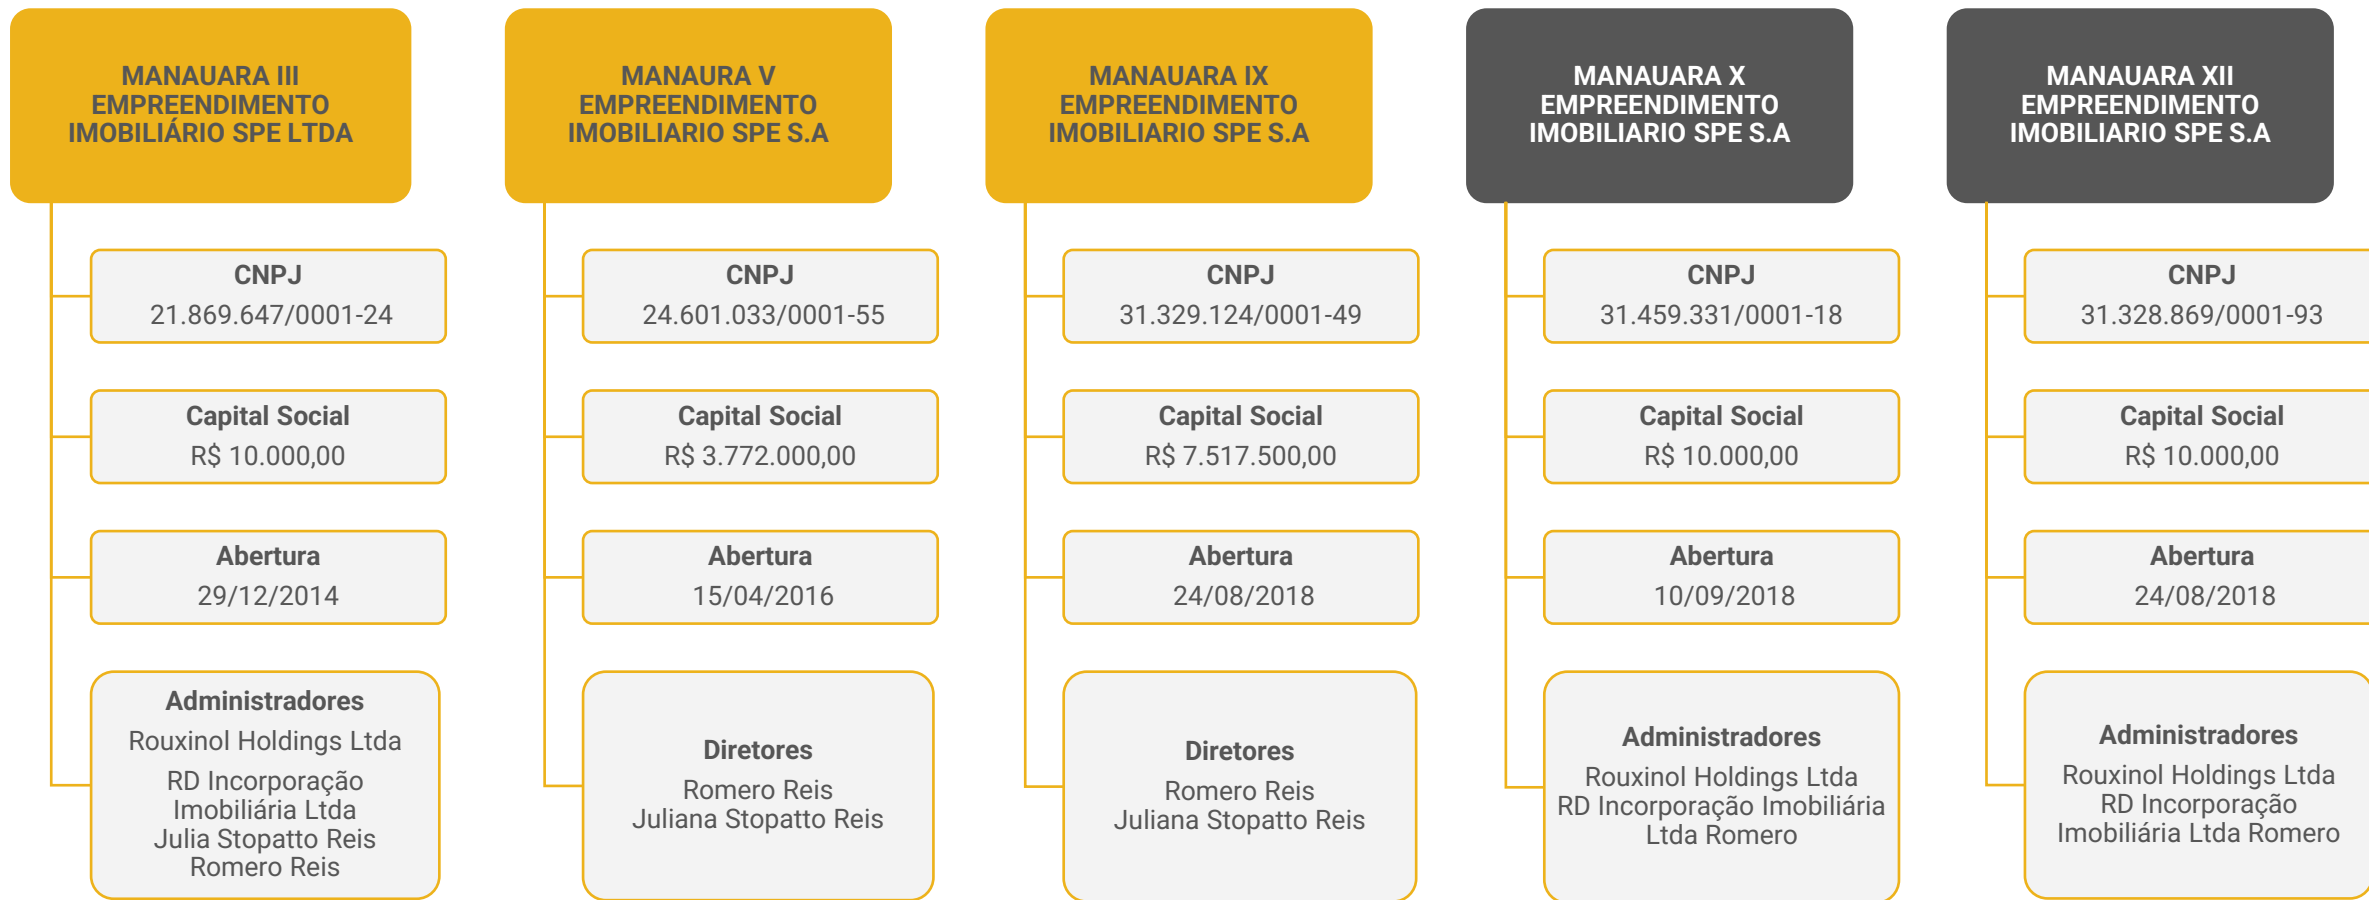 MANAUARA III
EMPREENDIMENTO
IMOBILIÁRIO SPE LTDA
CNPJ
21.869.647/0001-24
Capital Social
R$ 10.000,00
Abertura
29/12/2014
Administradores
Rouxinol Holdings Ltda
RD Incorporação
Imobiliária Ltda
Julia Stopatto Reis
Romero Reis
MANAURA V
EMPREENDIMENTO
IMOBILIARIO SPE S.A
CNPJ
24.601.033/0001-55
Capital Social
R$ 3.772.000,00
Abertura
15/04/2016
Diretores
Romero Reis
Juliana Stopatto Reis
MANAUARA IX
EMPREENDIMENTO
IMOBILIARIO SPE S.A
CNPJ
31.329.124/0001-49
Capital Social
R$ 7.517.500,00
Abertura
24/08/2018
Diretores
Romero Reis
Juliana Stopatto Reis
MANAUARA X
EMPREENDIMENTO
IMOBILIARIO SPE S.A
CNPJ
31.459.331/0001-18
Capital Social
R$ 10.000,00
Abertura
10/09/2018
Administradores
Rouxinol Holdings Ltda
RD Incorporação Imobiliária
Ltda Romero
MANAUARA XII
EMPREENDIMENTO
IMOBILIARIO SPE S.A
CNPJ
31.328.869/0001-93
Capital Social
R$ 10.000,00
Abertura
24/08/2018
Administradores
Rouxinol Holdings Ltda
RD Incorporação
Imobiliária Ltda Romero